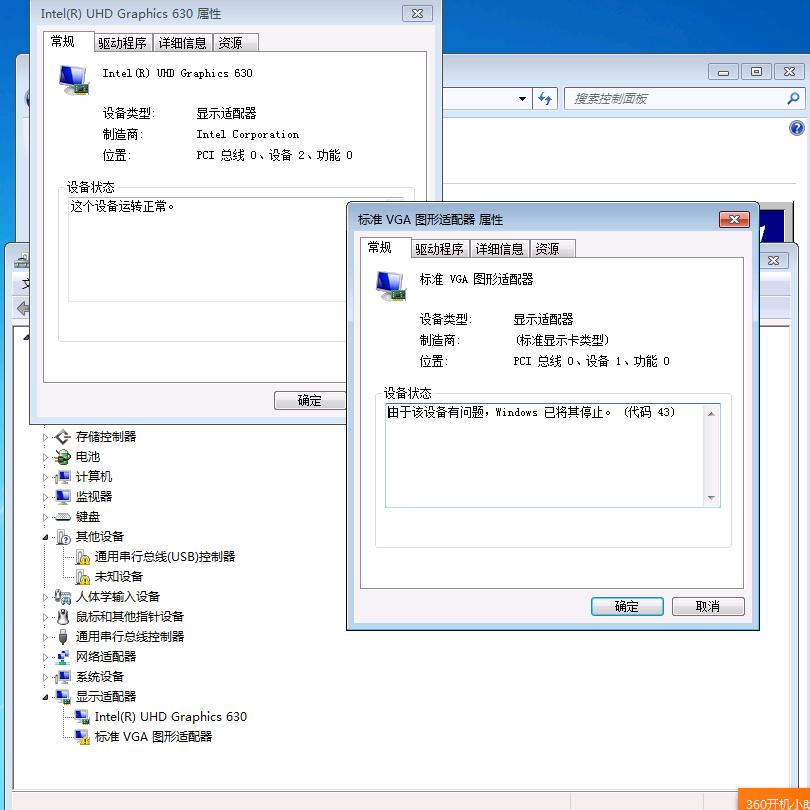 Intel(R) UHD Graphics 630 属性
常规 驱动程序 详细信息 资源
Intel(R) UHD Graphics 630
设备类型: 显示适配器
制造商: Intel Corporation
位置: PCI 总线 0、设备 2、功能 0
设备状态
这个设备运转正常。
确定
搜索控制面板
标准 VGA 图形适配器 属性
常规 驱动程序 详细信息 资源
标准 VGA 图形适配器
设备类型: 显示适配器
制造商: (标准显示卡类型)
位置: PCI 总线 0、设备 1、功能 0
设备状态
由于该设备有问题，Windows 已将其停止。 (代码 43)
确定 取消
存储控制器
电池
计算机
监视器
键盘
其他设备
通用串行总线(USB)控制器
未知设备
人体学输入设备
鼠标和其他指针设备
通用串行总线控制器
网络适配器
系统设备
显示适配器
Intel(R) UHD Graphics 630
标准 VGA 图形适配器
360开机小